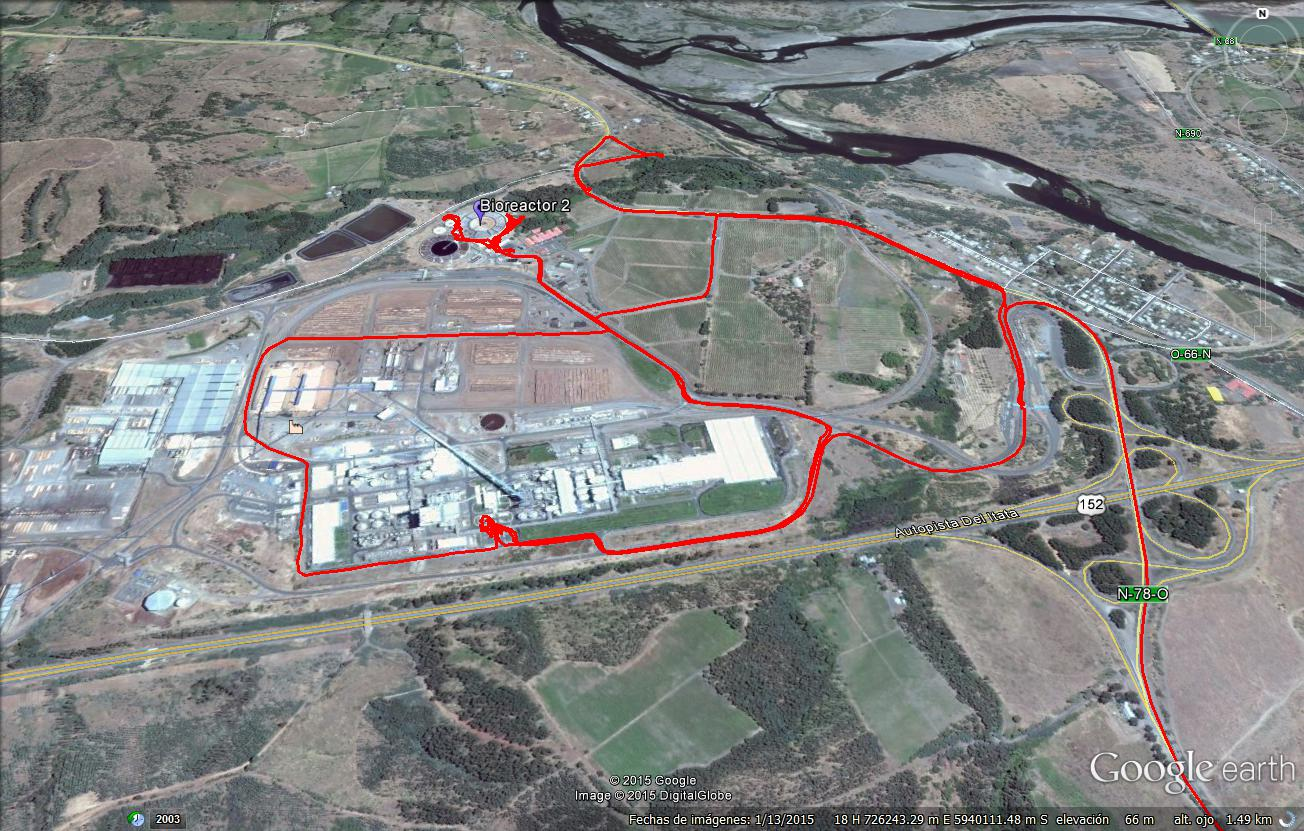 N
N-68l
N-690
Bioreactor 2
O-66-N
152
Autopista Del Itata
N-78-O
Google earth
© 2015 Google
Image © 2015 DigitalGlobe
2003
Fechas de imágenes: 1/13/2015 18 H 726243.29 m E 5940111.48 m S elevación 66 m alt. ojo 1.49 km